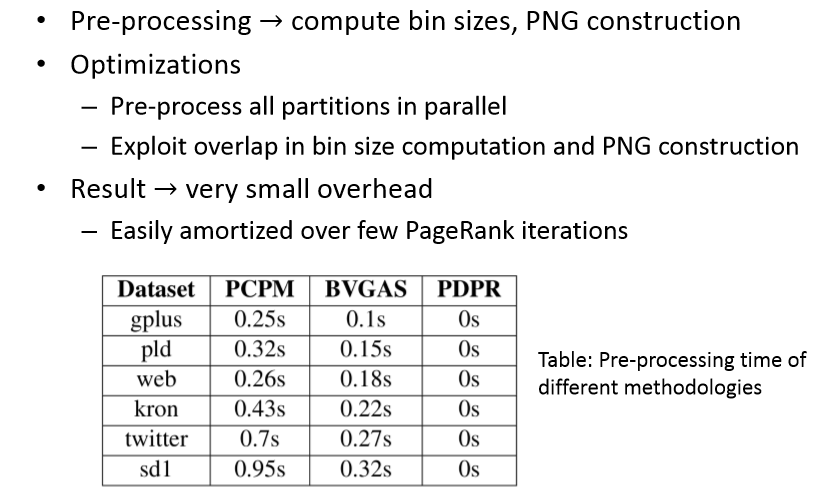 • Pre-processing → compute bin sizes, PNG construction
• Optimizations
– Pre-process all partitions in parallel
– Exploit overlap in bin size computation and PNG construction
• Result → very small overhead
– Easily amortized over few PageRank iterations
Dataset PCPM BVGAS PDPR
gplus 0.25s 0.1s 0s
pld 0.32s 0.15s 0s
web 0.26s 0.18s 0s
kron 0.43s 0.22s 0s
twitter 0.7s 0.27s 0s
sd1 0.95s 0.32s 0s
Table: Pre-processing time of
different methodologies